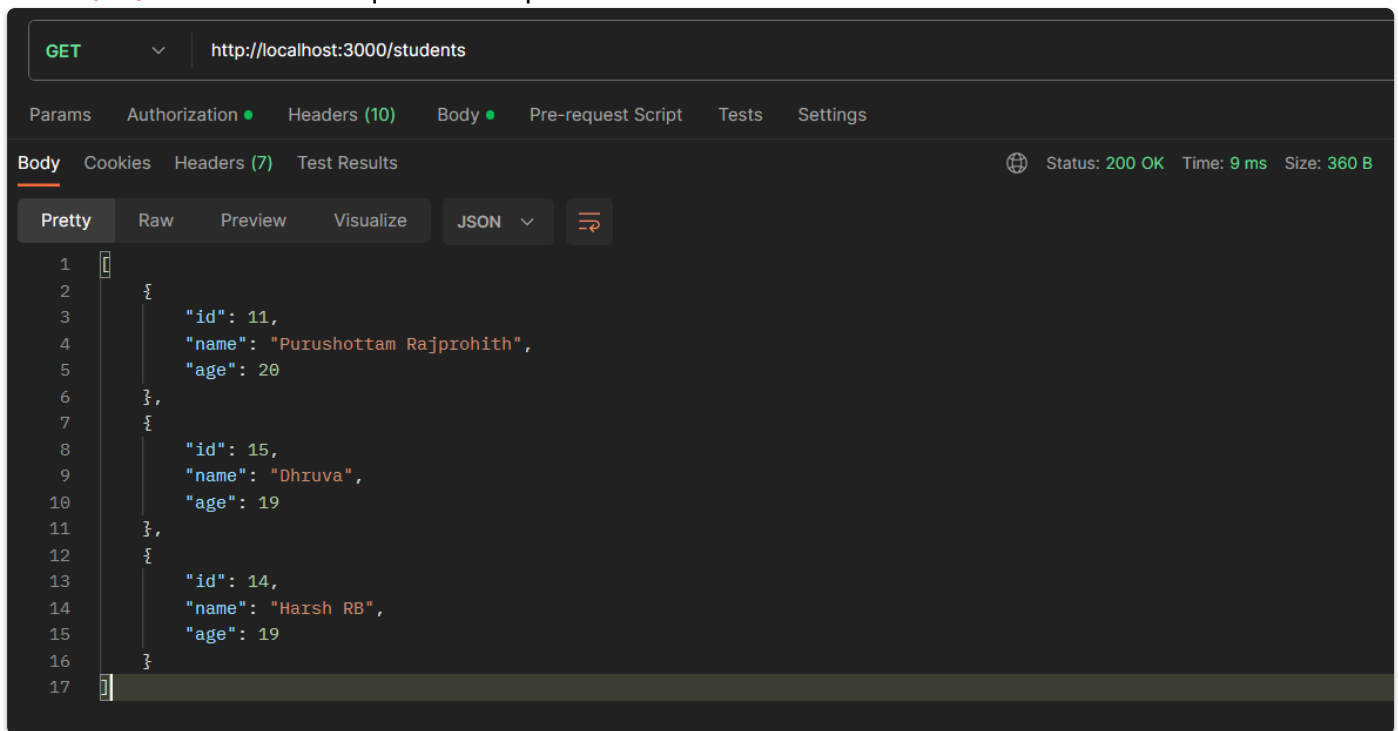 GET http://localhost:3000/students
Params Authorization Headers (10) Body Pre-request Script Tests Settings
Body Cookies Headers (7) Test Results Status: 200 OK Time: 9 ms Size: 360 B
Pretty Raw Preview Visualize JSON
1 [
2 {
3 "id": 11,
4 "name": "Purushottam Rajprohith",
5 "age": 20
6 },
7 {
8 "id": 15,
9 "name": "Dhruva",
10 "age": 19
11 },
12 {
13 "id": 14,
14 "name": "Harsh RB",
15 "age": 19
16 }
17 ]